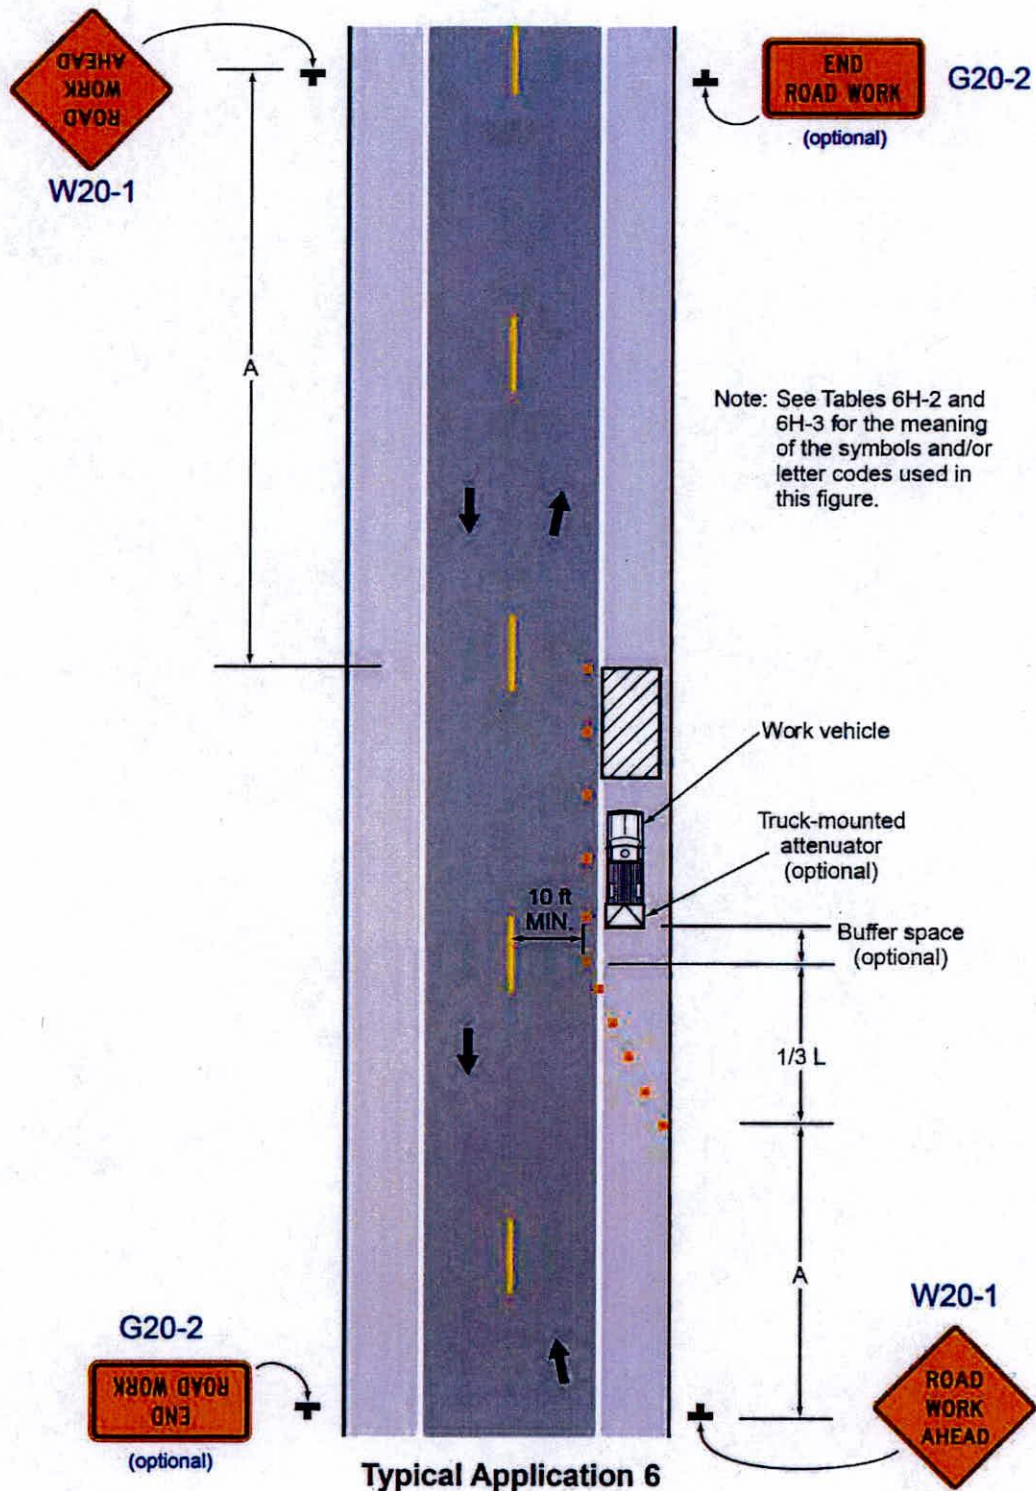 ROAD
WORK
AHEAD
W20-1
END
ROAD WORK
(optional)
G20-2
A
Note: See Tables 6H-2 and
6H-3 for the meaning
of the symbols and/or
letter codes used in
this figure.
Work vehicle
Truck-mounted
attenuator
(optional)
10 ft
MIN.
Buffer space
(optional)
1/3 L
A
W20-1
ROAD
WORK
AHEAD
G20-2
END
ROAD WORK
(optional)
Typical Application 6